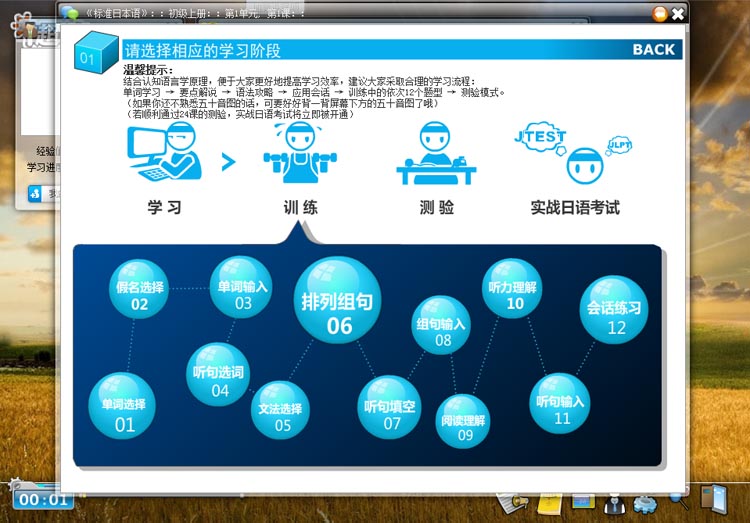 《标准日本语》: : 初级上册: : 第1单元, 第1课: :
01
请选择相应的学习阶段
BACK
温馨提示:
结合认知语言学原理，便于大家更好地提高学习效率，建议大家采取合理的学习流程:
单词学习 → 要点解说 → 语法攻略 → 应用会话 → 训练中的依次12个题型 → 测验模式。
（如果你还不熟悉五十音图的话，可要好好背一背屏幕下方的五十音图了哦）
（若顺利通过24课的测验，实战日语考试将立即被开通）
JTEST
JLPT
经验值
学习进度
学 习
训 练
测 验
实战日语考试
假名选择
02
单词输入
03
排列组句
06
听力理解
10
会话练习
12
组句输入
08
听句选词
04
单词选择
01
文法选择
05
听句填空
07
阅读理解
09
听句输入
11
00:01